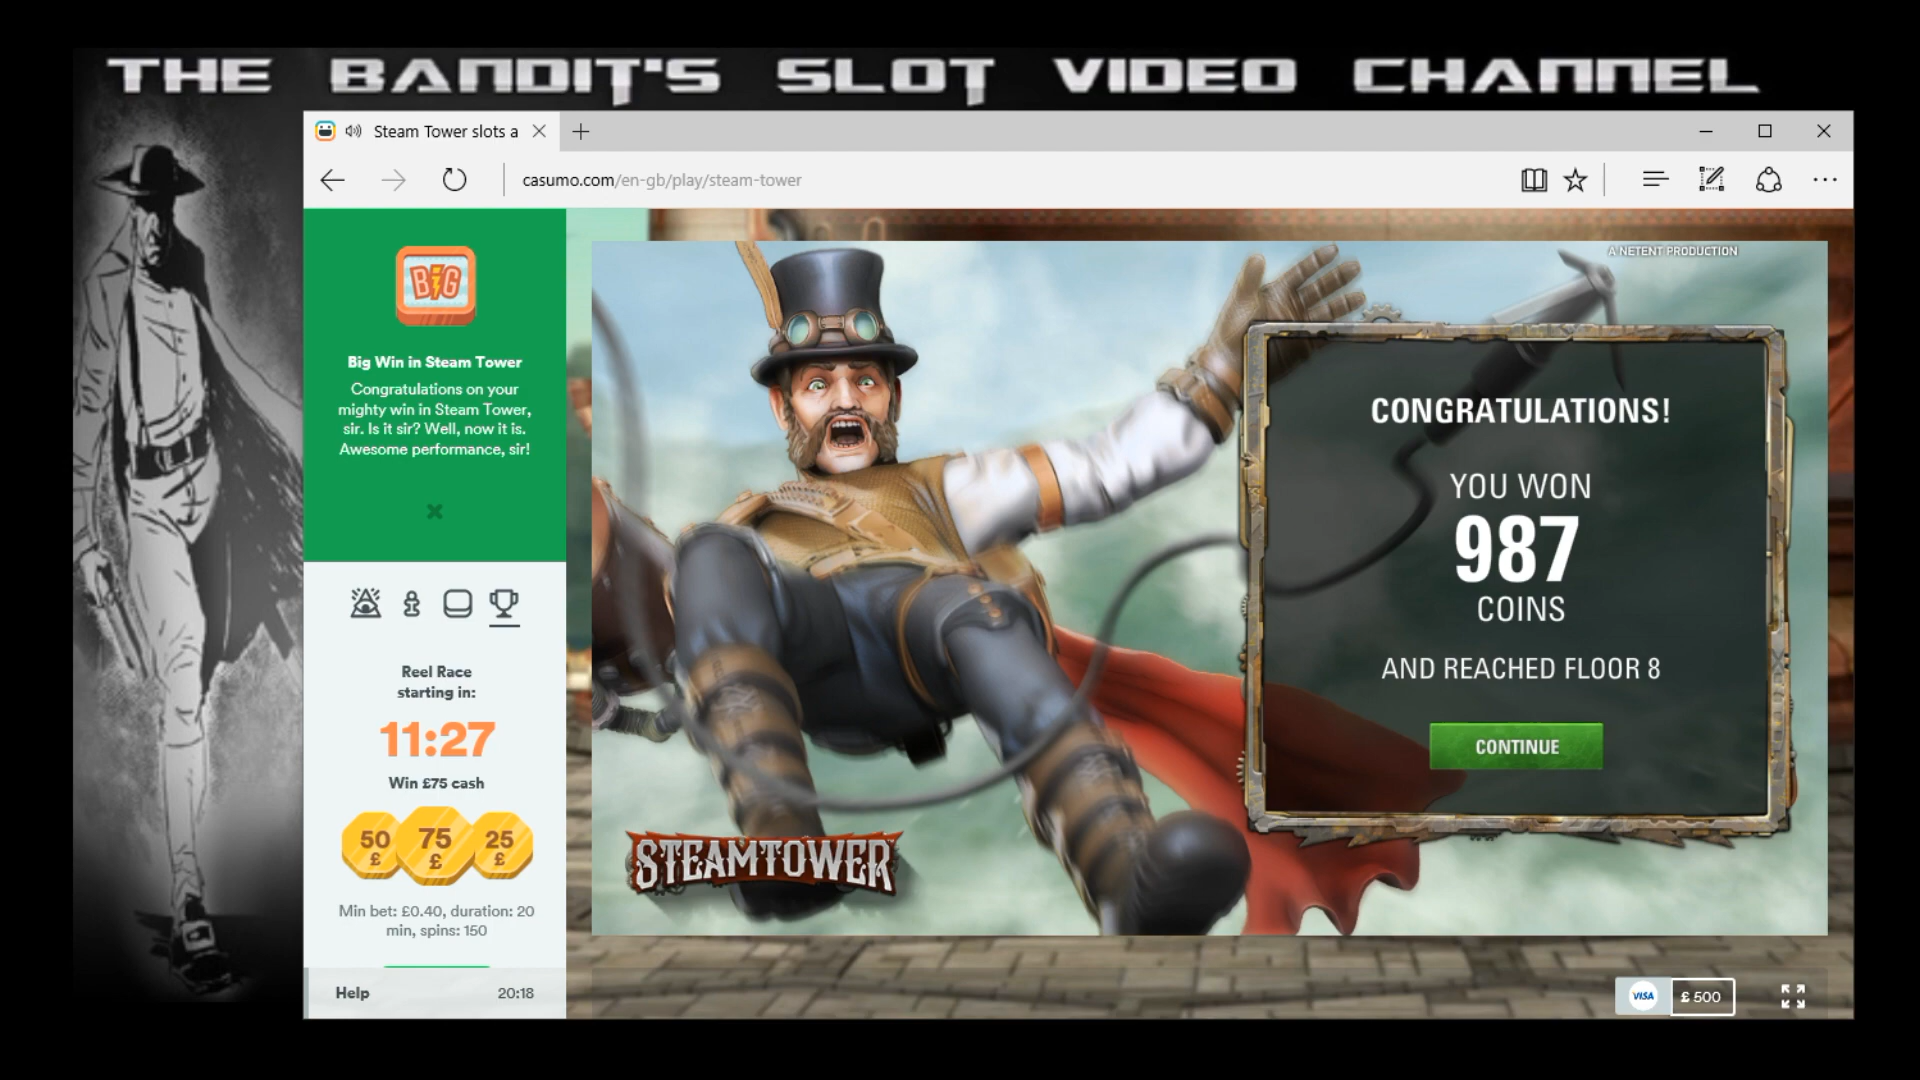 THE BANDIT'S SLOT VIDEO CHANNEL
Steam Tower slots a
casumo.com/en-gb/play/steam-tower
BIG
Big Win in Steam Tower
Congratulations on your
mighty win in Steam Tower,
sir. Is it sir? Well, now it is.
Awesome performance, sir!
Reel Race
starting in:
11:27
Win £75 cash
50 £
75 £
25 £
Min bet: £0.40, duration: 20
min, spins: 150
Help
20:18
A NETENT PRODUCTION
CONGRATULATIONS!
YOU WON
987
COINS
AND REACHED FLOOR 8
CONTINUE
STEAMTOWER
VISA
£ 500